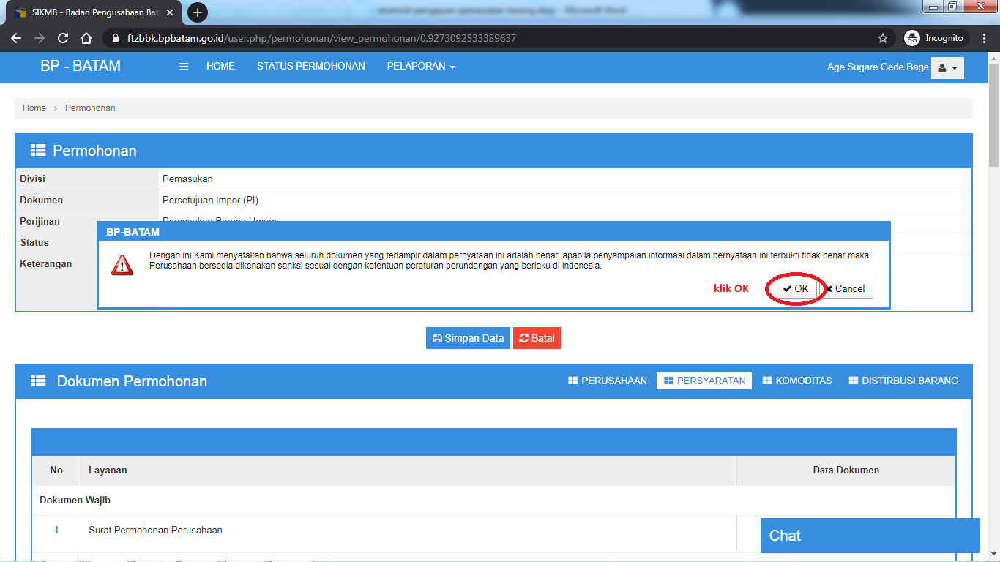 SIKMB - Badan Pengusahaan Bat
ftzbbk.bpbatam.go.id/user.php/permohonan/view_permohonan/0.9273092533389637
Incognito
BP - BATAM
HOME
STATUS PERMOHONAN
PELAPORAN
Age Sugare Gede Bage
Home > Permohonan
Permohonan
Divisi Pemasukan
Dokumen Persetujuan Impor (PI)
Perijinan Pemasukan Barang Umum
Status
Keterangan
BP-BATAM
Dengan ini Kami menyatakan bahwa seluruh dokumen yang terlampir dalam pernyataan ini adalah benar, apabila penyampaian informasi dalam pernyataan ini terbukti tidak benar maka
Perusahaan bersedia dikenakan sanksi sesuai dengan ketentuan peraturan perundangan yang berlaku di indonesia.
klik OK
OK
Cancel
Simpan Data
Batal
Dokumen Permohonan
PERUSAHAAN
PERSYARATAN
KOMODITAS
DISTIRBUSI BARANG
No Layanan Data Dokumen
Dokumen Wajib
1 Surat Permohonan Perusahaan
Chat